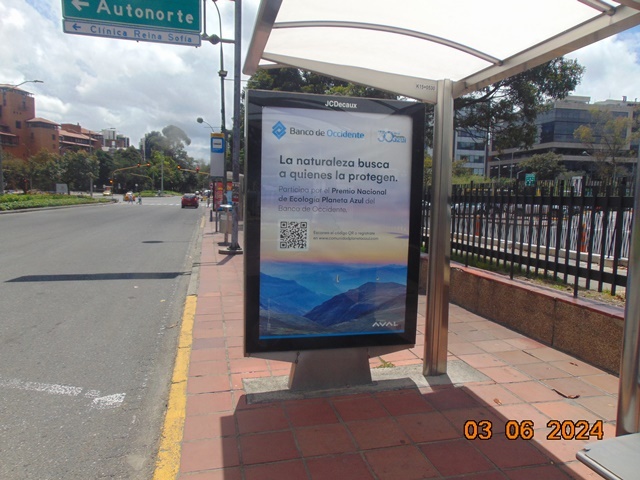 Autonorte
Clínica Reina Sofía
JCDecaux
Banco de Occidente
30
La naturaleza busca
a quienes la protegen.
Participa por el Premio Nacional
de Ecología Planeta Azul del
Banco de Occidente.
AVAL
03 06 2024